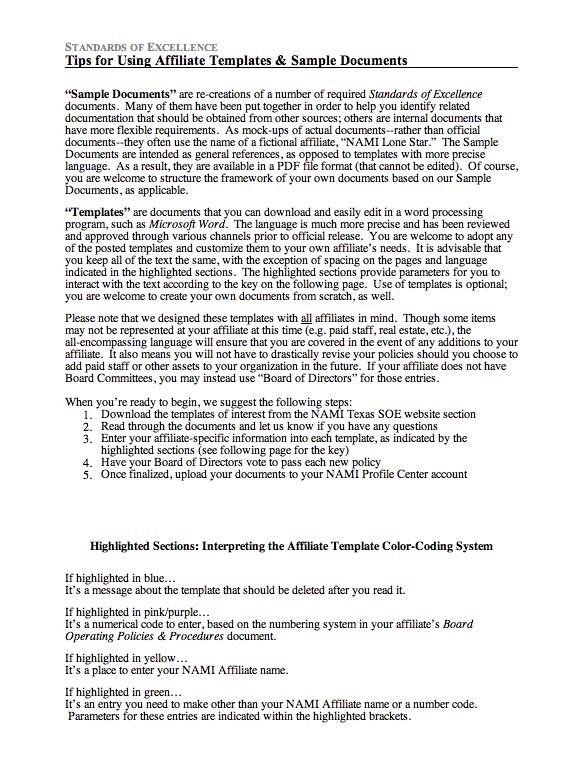 STANDARDS OF EXCELLENCE
Tips for Using Affiliate Templates & Sample Documents
“Sample Documents” are re-creations of a number of required Standards of Excellence
documents.  Many of them have been put together in order to help you identify related
documentation that should be obtained from other sources; others are internal documents that
have more flexible requirements.  As mock-ups of actual documents--rather than official
documents--they often use the name of a fictional affiliate, “NAMI Lone Star.”  The Sample
Documents are intended as general references, as opposed to templates with more precise
language.  As a result, they are available in a PDF file format (that cannot be edited).  Of course,
you are welcome to structure the framework of your own documents based on our Sample
Documents, as applicable.
“Templates” are documents that you can download and easily edit in a word processing
program, such as Microsoft Word.  The language is much more precise and has been reviewed
and approved through various channels prior to official release.  You are welcome to adopt any
of the posted templates and customize them to your own affiliate’s needs.  It is advisable that
you keep all of the text the same, with the exception of spacing on the pages and language
indicated in the highlighted sections.  The highlighted sections provide parameters for you to
interact with the text according to the key on the following page.  Use of templates is optional;
you are welcome to create your own documents from scratch, as well.
Please note that we designed these templates with all affiliates in mind.  Though some items
may not be represented at your affiliate at this time (e.g. paid staff, real estate, etc.), the
all-encompassing language will ensure that you are covered in the event of any additions to your
affiliate.  It also means you will not have to drastically revise your policies should you choose to
add paid staff or other assets to your organization in the future.  If your affiliate does not have
Board Committees, you may instead use “Board of Directors” for those entries.
When you’re ready to begin, we suggest the following steps:
1. Download the templates of interest from the NAMI Texas SOE website section
2. Read through the documents and let us know if you have any questions
3. Enter your affiliate-specific information into each template, as indicated by the
highlighted sections (see following page for the key)
4. Have your Board of Directors vote to pass each new policy
5. Once finalized, upload your documents to your NAMI Profile Center account
Highlighted Sections: Interpreting the Affiliate Template Color-Coding System
If highlighted in blue…
It’s a message about the template that should be deleted after you read it.
If highlighted in pink/purple…
It’s a numerical code to enter, based on the numbering system in your affiliate’s Board
Operating Policies & Procedures document.
If highlighted in yellow…
It’s a place to enter your NAMI Affiliate name.
If highlighted in green…
It’s an entry you need to make other than your NAMI Affiliate name or a number code.
Parameters for these entries are indicated within the highlighted brackets.